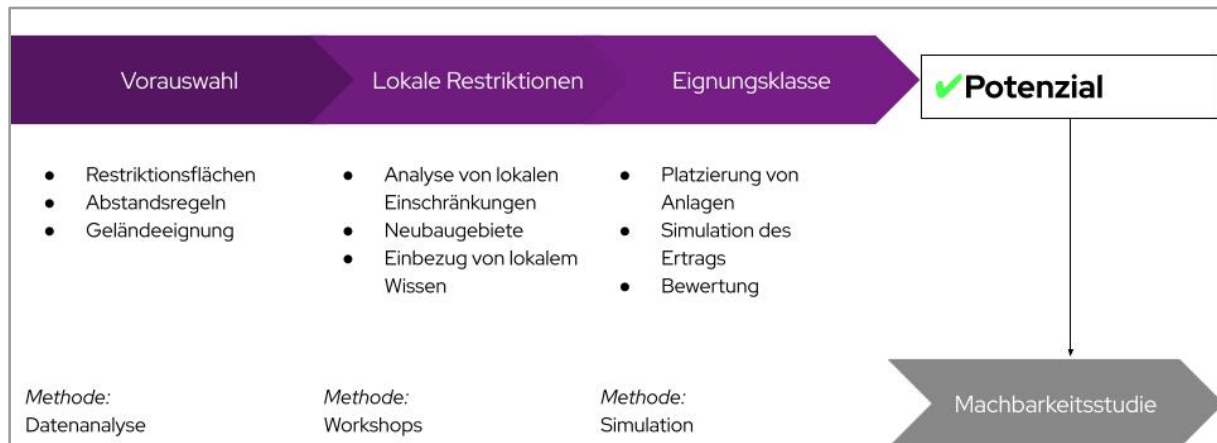 Vorauswahl
Lokale Restriktionen
Eignungsklasse
✔Potenzial
● Restriktionsflächen
● Abstandsregeln
● Geländeeignung
● Analyse von lokalen
Einschränkungen
● Neubaugebiete
● Einbezug von lokalem
Wissen
● Platzierung von
Anlagen
● Simulation des
Ertrags
● Bewertung
Methode:
Datenanalyse
Methode:
Workshops
Methode:
Simulation
Machbarkeitsstudie